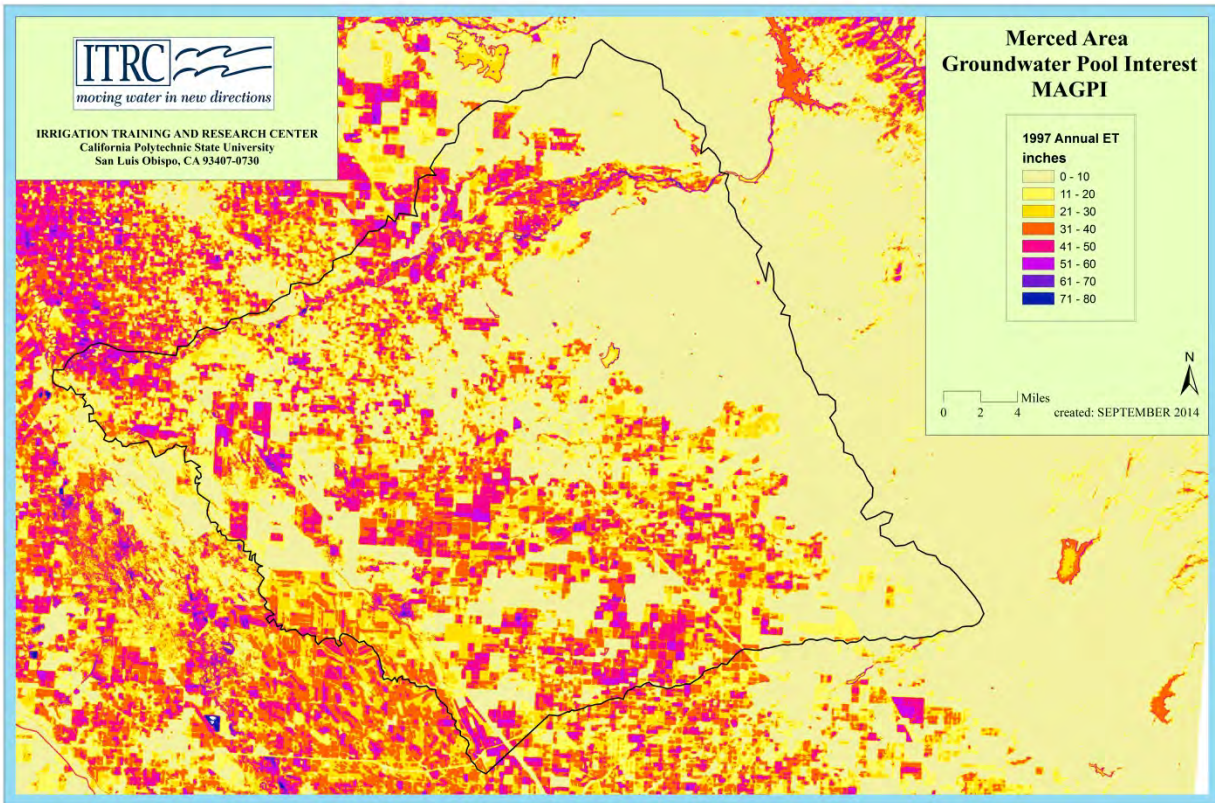 ITRC
moving water in new directions
IRRIGATION TRAINING AND RESEARCH CENTER
California Polytechnic State University
San Luis Obispo, CA 93407-0730
Merced Area
Groundwater Pool Interest
MAGPI
1997 Annual ET
inches
0 - 10
11 - 20
21 - 30
31 - 40
41 - 50
51 - 60
61 - 70
71 - 80
N
Miles
0 2 4
created: SEPTEMBER 2014